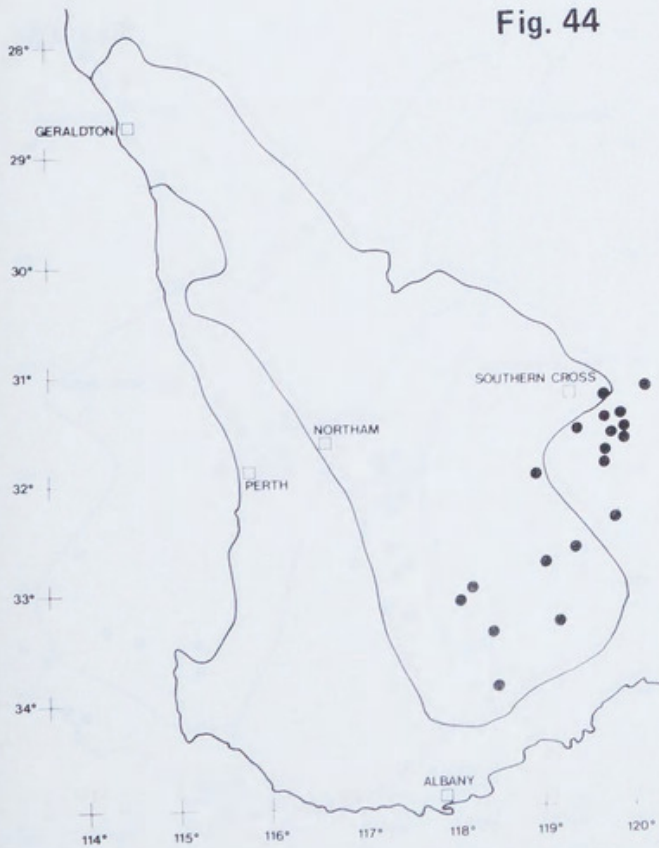 Fig. 44
28°
GERALDTON
29°
30°
31°
SOUTHERN CROSS
NORTHAM
32°
PERTH
33°
34°
ALBANY
114° 115° 116° 117° 118° 119° 120°